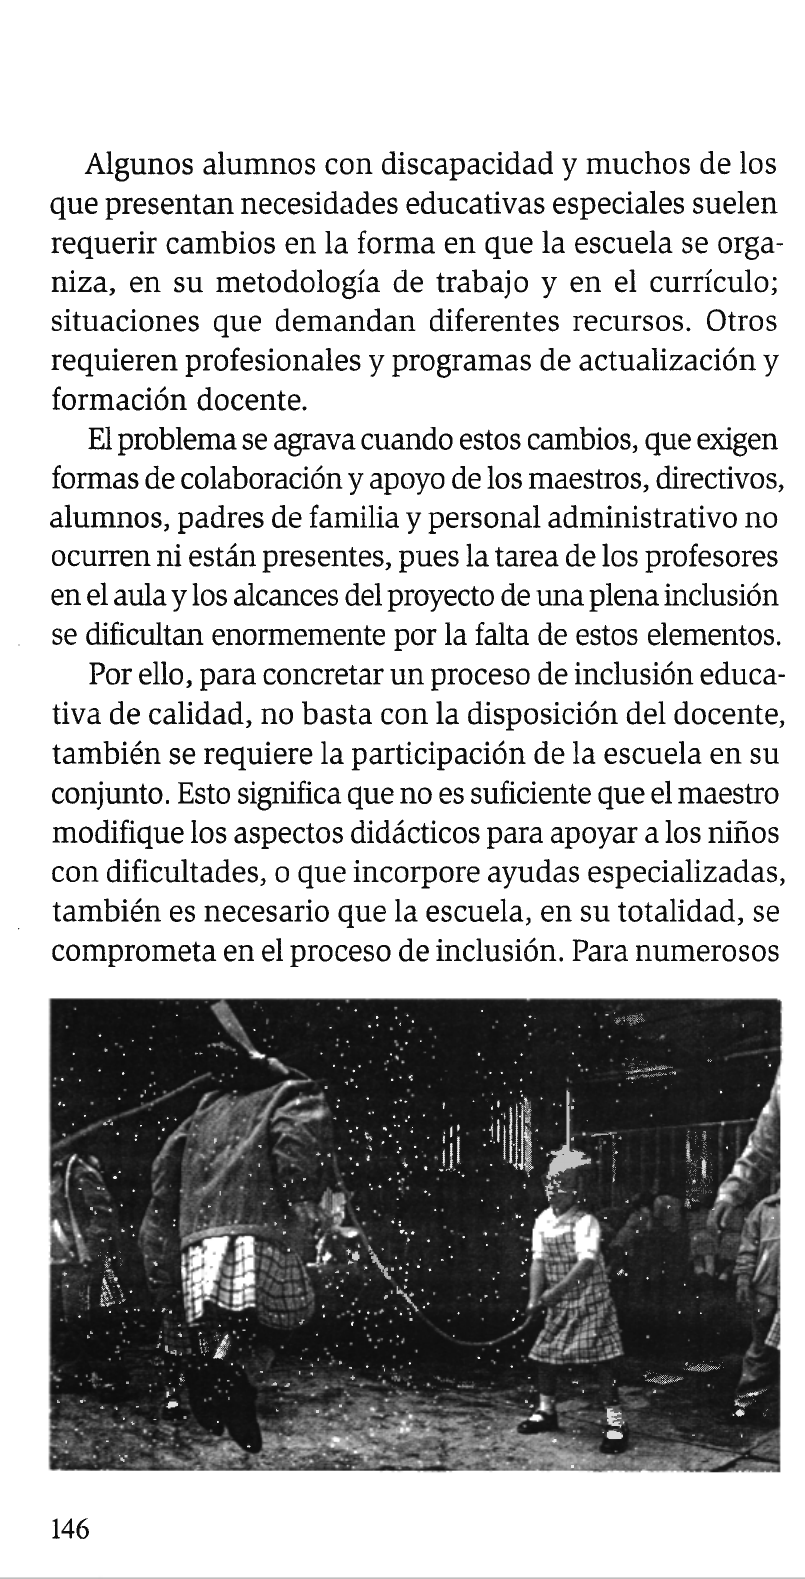 Algunos alumnos con discapacidad y muchos de los
que presentan necesidades educativas especiales suelen
requerir cambios en la forma en que la escuela se orga-
niza, en su metodología de trabajo y en el currículo;
situaciones que demandan diferentes recursos. Otros
requieren profesionales y programas de actualización y
formación docente.
El problema se agrava cuando estos cambios, que exigen
formas de colaboración y apoyo de los maestros, directivos,
alumnos, padres de familia y personal administrativo no
ocurren ni están presentes, pues la tarea de los profesores
en el aula y los alcances del proyecto de una plena inclusión
se dificultan enormemente por la falta de estos elementos.
Por ello, para concretar un proceso de inclusión educa-
tiva de calidad, no basta con la disposición del docente,
también se requiere la participación de la escuela en su
conjunto. Esto significa que no es suficiente que el maestro
modifique los aspectos didácticos para apoyar a los niños
con dificultades, o que incorpore ayudas especializadas,
también es necesario que la escuela, en su totalidad, se
comprometa en el proceso de inclusión. Para numerosos
146